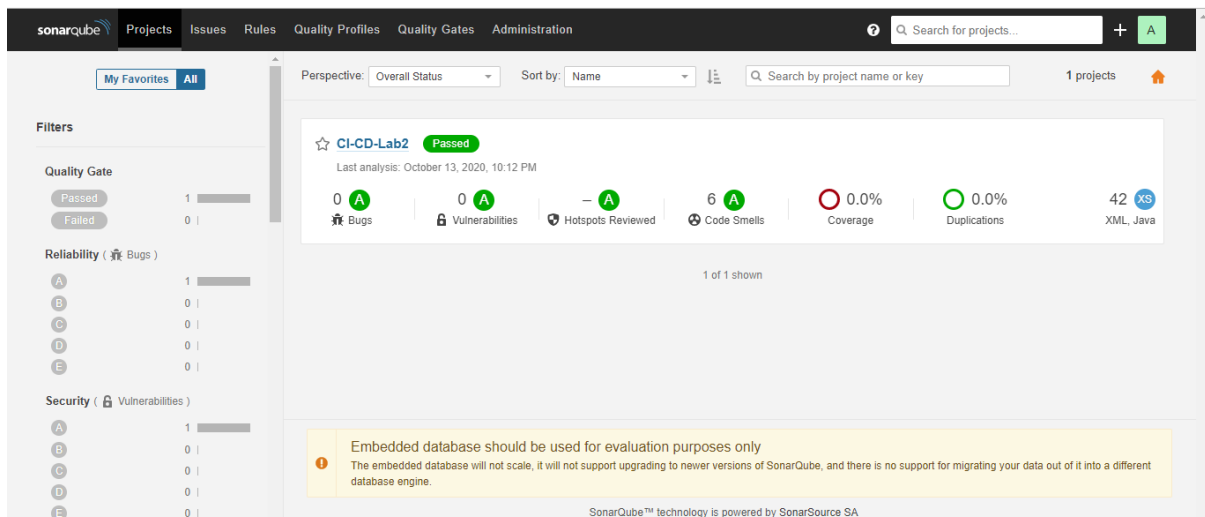 sonarqube Projects Issues Rules Quality Profiles Quality Gates Administration ? Search for projects... + A
My Favorites All
Perspective: Overall Status Sort by: Name Search by project name or key 1 projects
Filters
Quality Gate
Passed 1
Failed 0
Reliability ( Bugs )
A 1
B 0
C 0
D 0
E 0
Security ( Vulnerabilities )
A 1
B 0
C 0
D 0
E 0
CI-CD-Lab2 Passed
Last analysis: October 13, 2020, 10:12 PM
0 A 0 A – A 6 A 0.0% 0.0% 42 XS
Bugs Vulnerabilities Hotspots Reviewed Code Smells Coverage Duplications XML, Java
1 of 1 shown
Embedded database should be used for evaluation purposes only
The embedded database will not scale, it will not support upgrading to newer versions of SonarQube, and there is no support for migrating your data out of it into a different
database engine.
SonarQube™ technology is powered by SonarSource SA